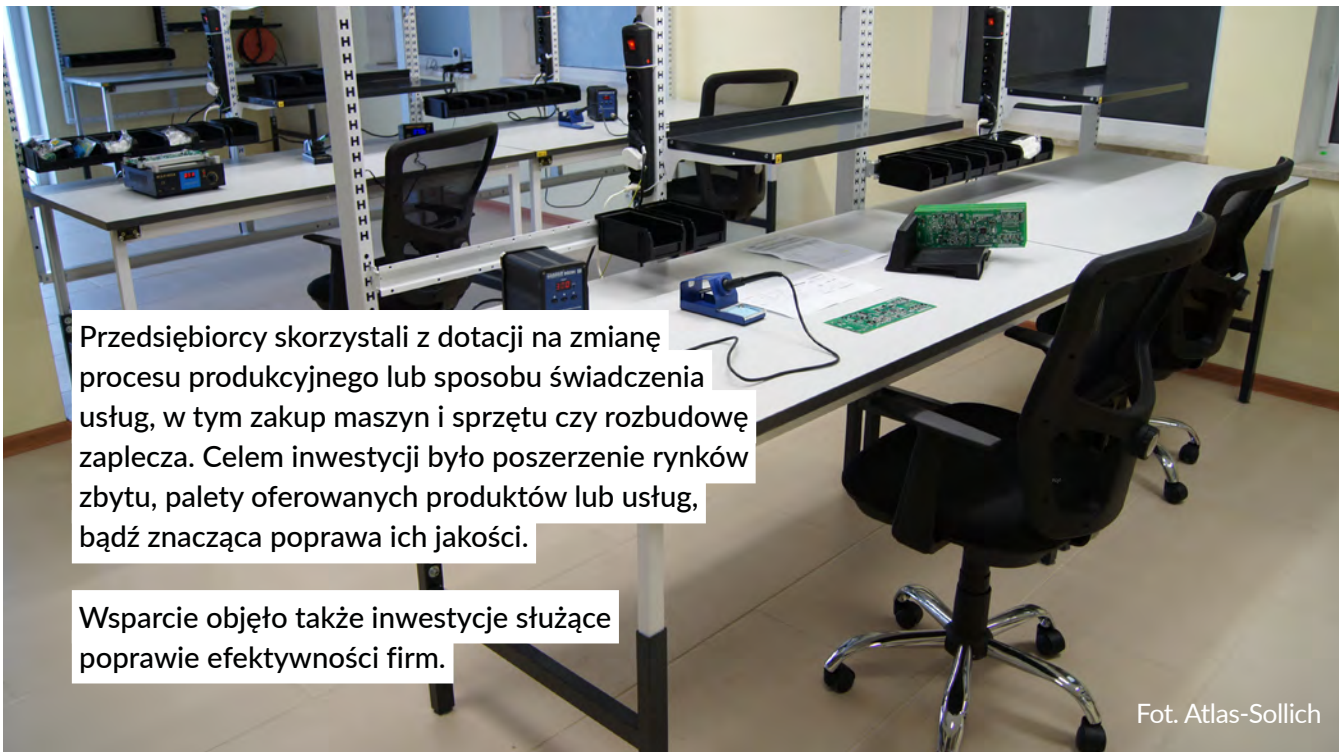 Przedsiębiorcy skorzystali z dotacji na zmianę
procesu produkcyjnego lub sposobu świadczenia
usług, w tym zakup maszyn i sprzętu czy rozbudowę
zaplecza. Celem inwestycji było poszerzenie rynków
zbytu, palety oferowanych produktów lub usług,
bądź znacząca poprawa ich jakości.
Wsparcie objęło także inwestycje służące
poprawie efektywności firm.
Fot. Atlas-Sollich